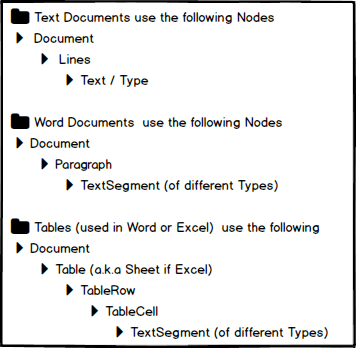 Text Documents use the following Nodes
Document
Lines
Text / Type
Word Documents use the following Nodes
Document
Paragraph
TextSegment (of different Types)
Tables (used in Word or Excel) use the following
Document
Table (a.k.a Sheet if Excel)
TableRow
TableCell
TextSegment (of different Types)